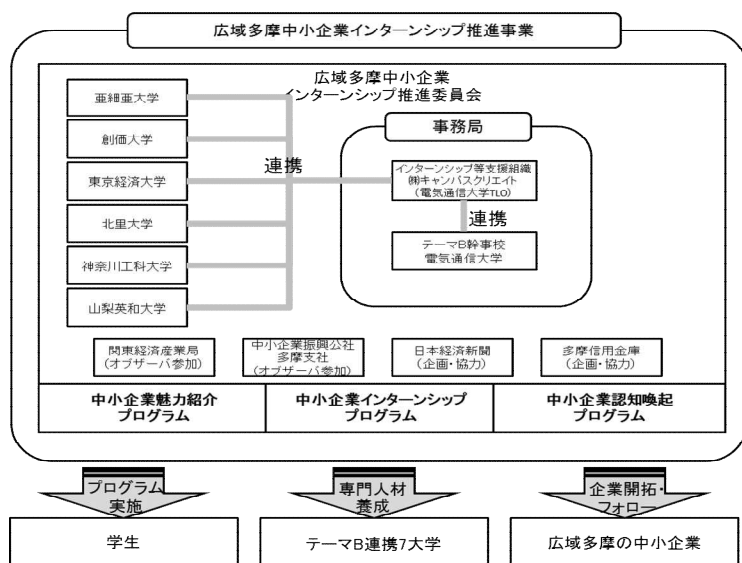 広域多摩中小企業インターンシップ推進事業
広域多摩中小企業
インターンシップ推進委員会
亜細亜大学
創価大学
東京経済大学
北里大学
神奈川工科大学
山梨英和大学
連携
事務局
インターンシップ等支援組織
㈱キャンパスクリエイト
(電気通信大学TLO)
連携
テーマB幹事校
電気通信大学
関東経済産業局
(オブザーバ参加)
中小企業振興公社
多摩支社
(オブザーバ参加)
日本経済新聞
(企画・協力)
多摩信用金庫
(企画・協力)
中小企業魅力紹介
プログラム
中小企業インターンシップ
プログラム
中小企業認知喚起
プログラム
プログラム
実施
専門人材
養成
企業開拓・
フォロー
学生
テーマB連携7大学
広域多摩の中小企業